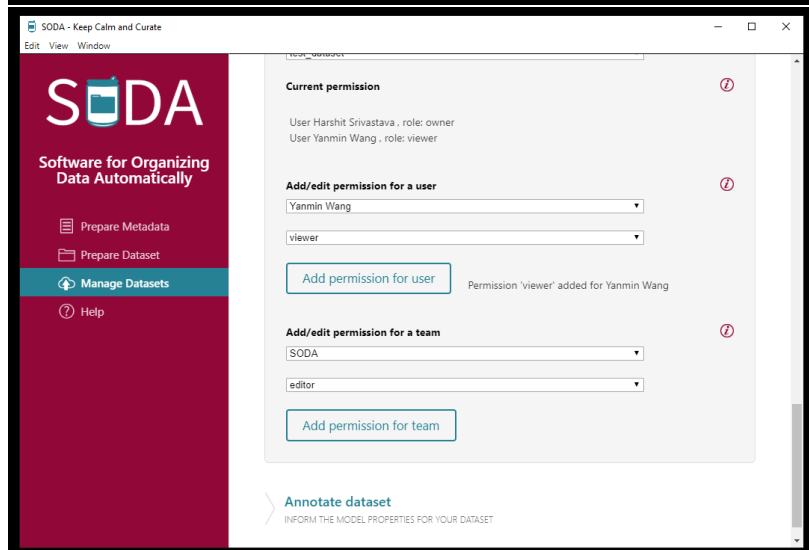 SODA - Keep Calm and Curate
Edit View Window
test_dataset
SODA
Software for Organizing
Data Automatically
Prepare Metadata
Prepare Dataset
Manage Datasets
Help
Current permission
User Harshit Srivastava , role: owner
User Yanmin Wang , role: viewer
Add/edit permission for a user
Yanmin Wang
viewer
Add permission for user
Permission 'viewer' added for Yanmin Wang
Add/edit permission for a team
SODA
editor
Add permission for team
Annotate dataset
INFORM THE MODEL PROPERTIES FOR YOUR DATASET